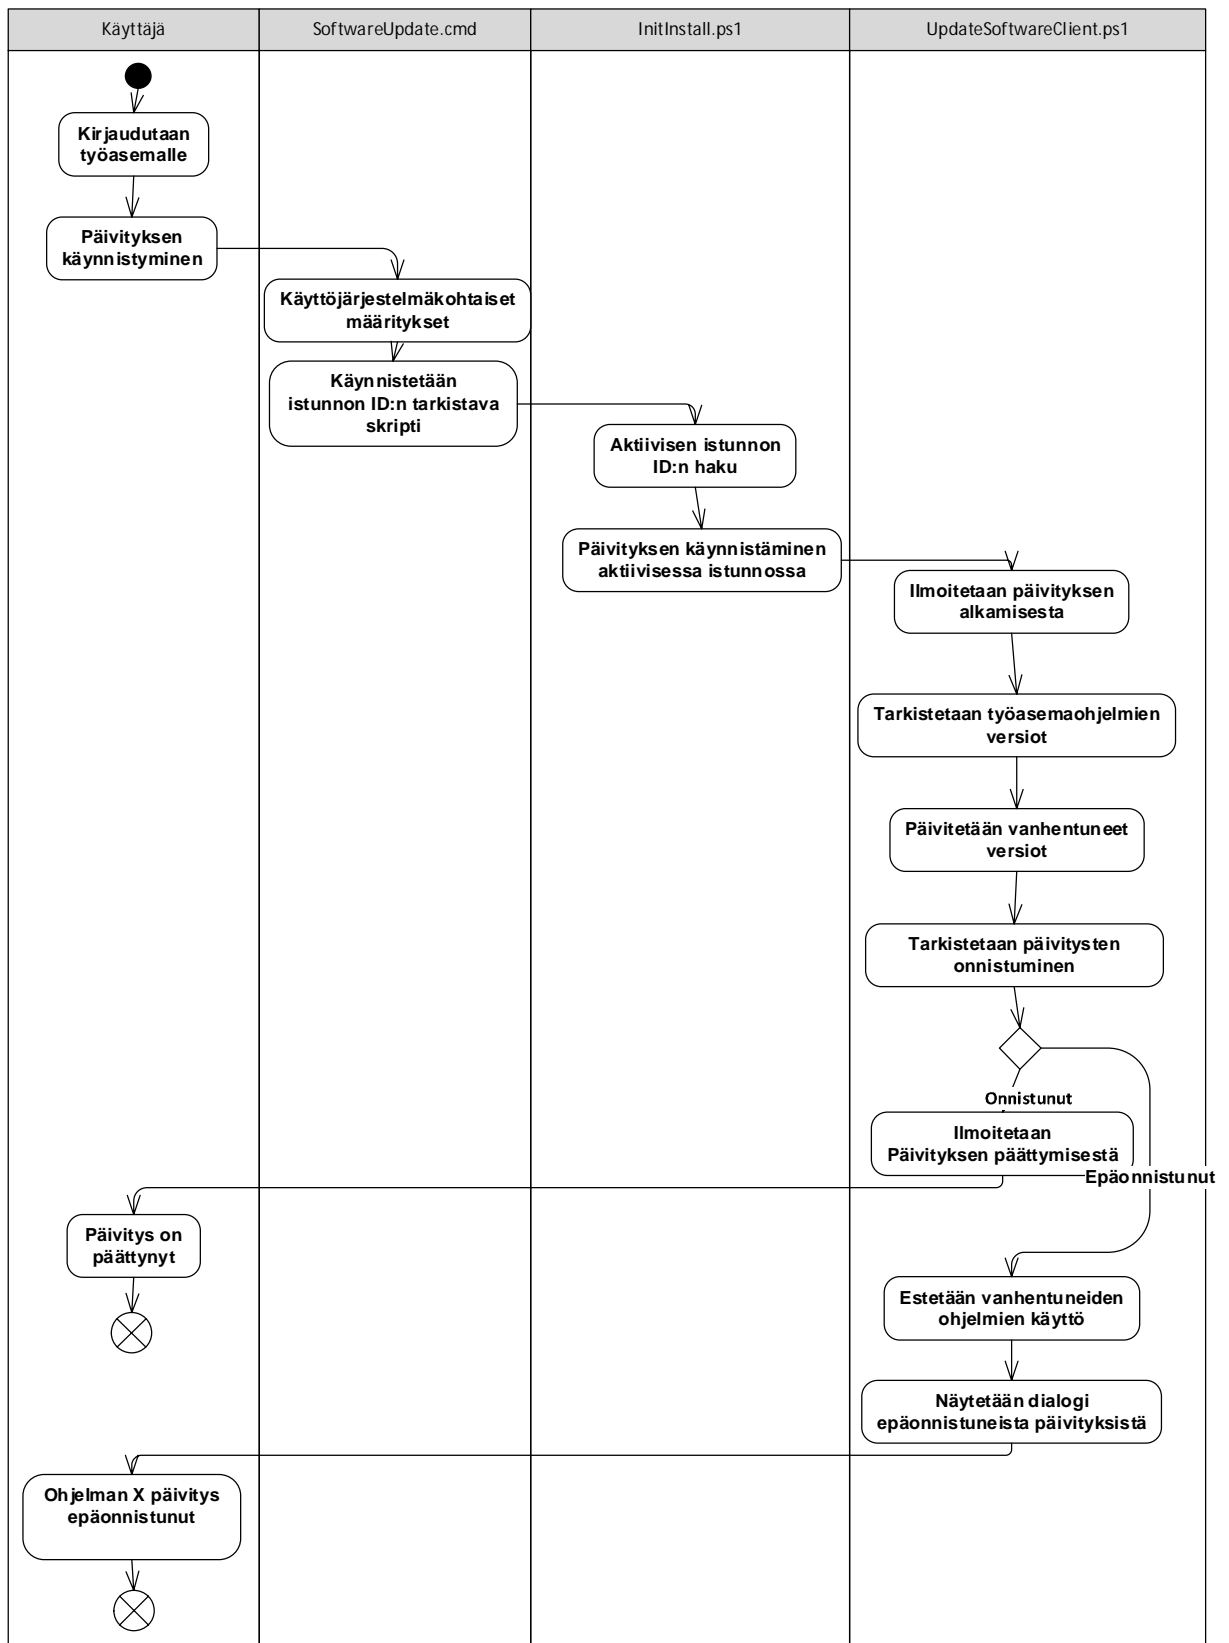 Käyttäjä
SoftwareUpdate.cmd
InitInstall.ps1
UpdateSoftwareClient.ps1
Kirjaudutaan
työasemalle
Päivityksen
käynnistyminen
Käyttöjärjestelmäkohtaiset
määritykset
Käynnistetään
istunnon ID:n tarkistava
skripti
Aktiivisen istunnon
ID:n haku
Päivityksen käynnistäminen
aktiivisessa istunnossa
Ilmoitetaan päivityksen
alkamisesta
Tarkistetaan työasemaohjelmien
versiot
Päivitetään vanhentuneet
versiot
Tarkistetaan päivitysten
onnistuminen
Onnistunut
Ilmoitetaan
Päivityksen päättymisestä
Epäonnistunut
Päivitys on
päättynyt
Estetään vanhentuneiden
ohjelmien käyttö
Näytetään dialogi
epäonnistuneista päivityksistä
Ohjelman X päivitys
epäonnistunut